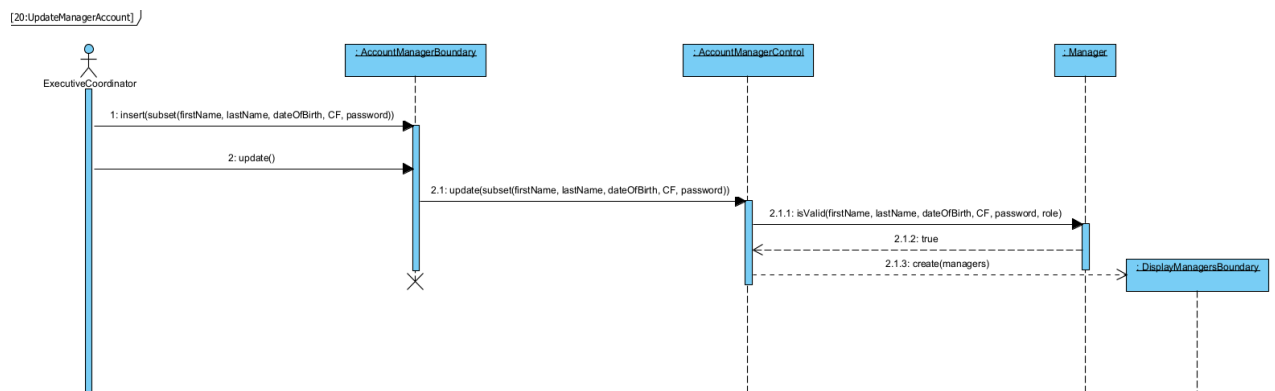 [20:UpdateManagerAccount]
: AccountManagerBoundary
: AccountManagerControl
: Manager
ExecutiveCoordinator
1: insert(subset(firstName, lastName, dateOfBirth, CF, password))
2: update()
2.1: update(subset(firstName, lastName, dateOfBirth, CF, password))
2.1.1: isValid(firstName, lastName, dateOfBirth, CF, password, role)
2.1.2: true
2.1.3: create(managers)
: DisplayManagersBoundary